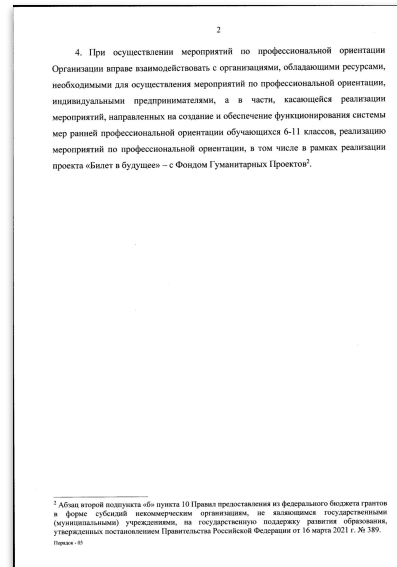 2
4. При осуществлении мероприятий по профессиональной ориентации
Организации вправе взаимодействовать с организациями, обладающими ресурсами,
необходимыми для осуществления мероприятий по профессиональной ориентации,
индивидуальными предпринимателями, а в части, касающейся реализации
мероприятий, направленных на создание и обеспечение функционирования системы
мер ранней профессиональной ориентации обучающихся 6-11 классов, реализацию
мероприятий по профессиональной ориентации, в том числе в рамках реализации
проекта «Билет в будущее» – с Фондом Гуманитарных Проектов².
² Абзац второй подпункта «б» пункта 10 Правил предоставления из федерального бюджета грантов
в форме субсидий некоммерческим организациям, не являющимся государственными
(муниципальными) учреждениями, на государственную поддержку развития образования,
утвержденных постановлением Правительства Российской Федерации от 16 марта 2021 г. № 389.
Порядок - 03